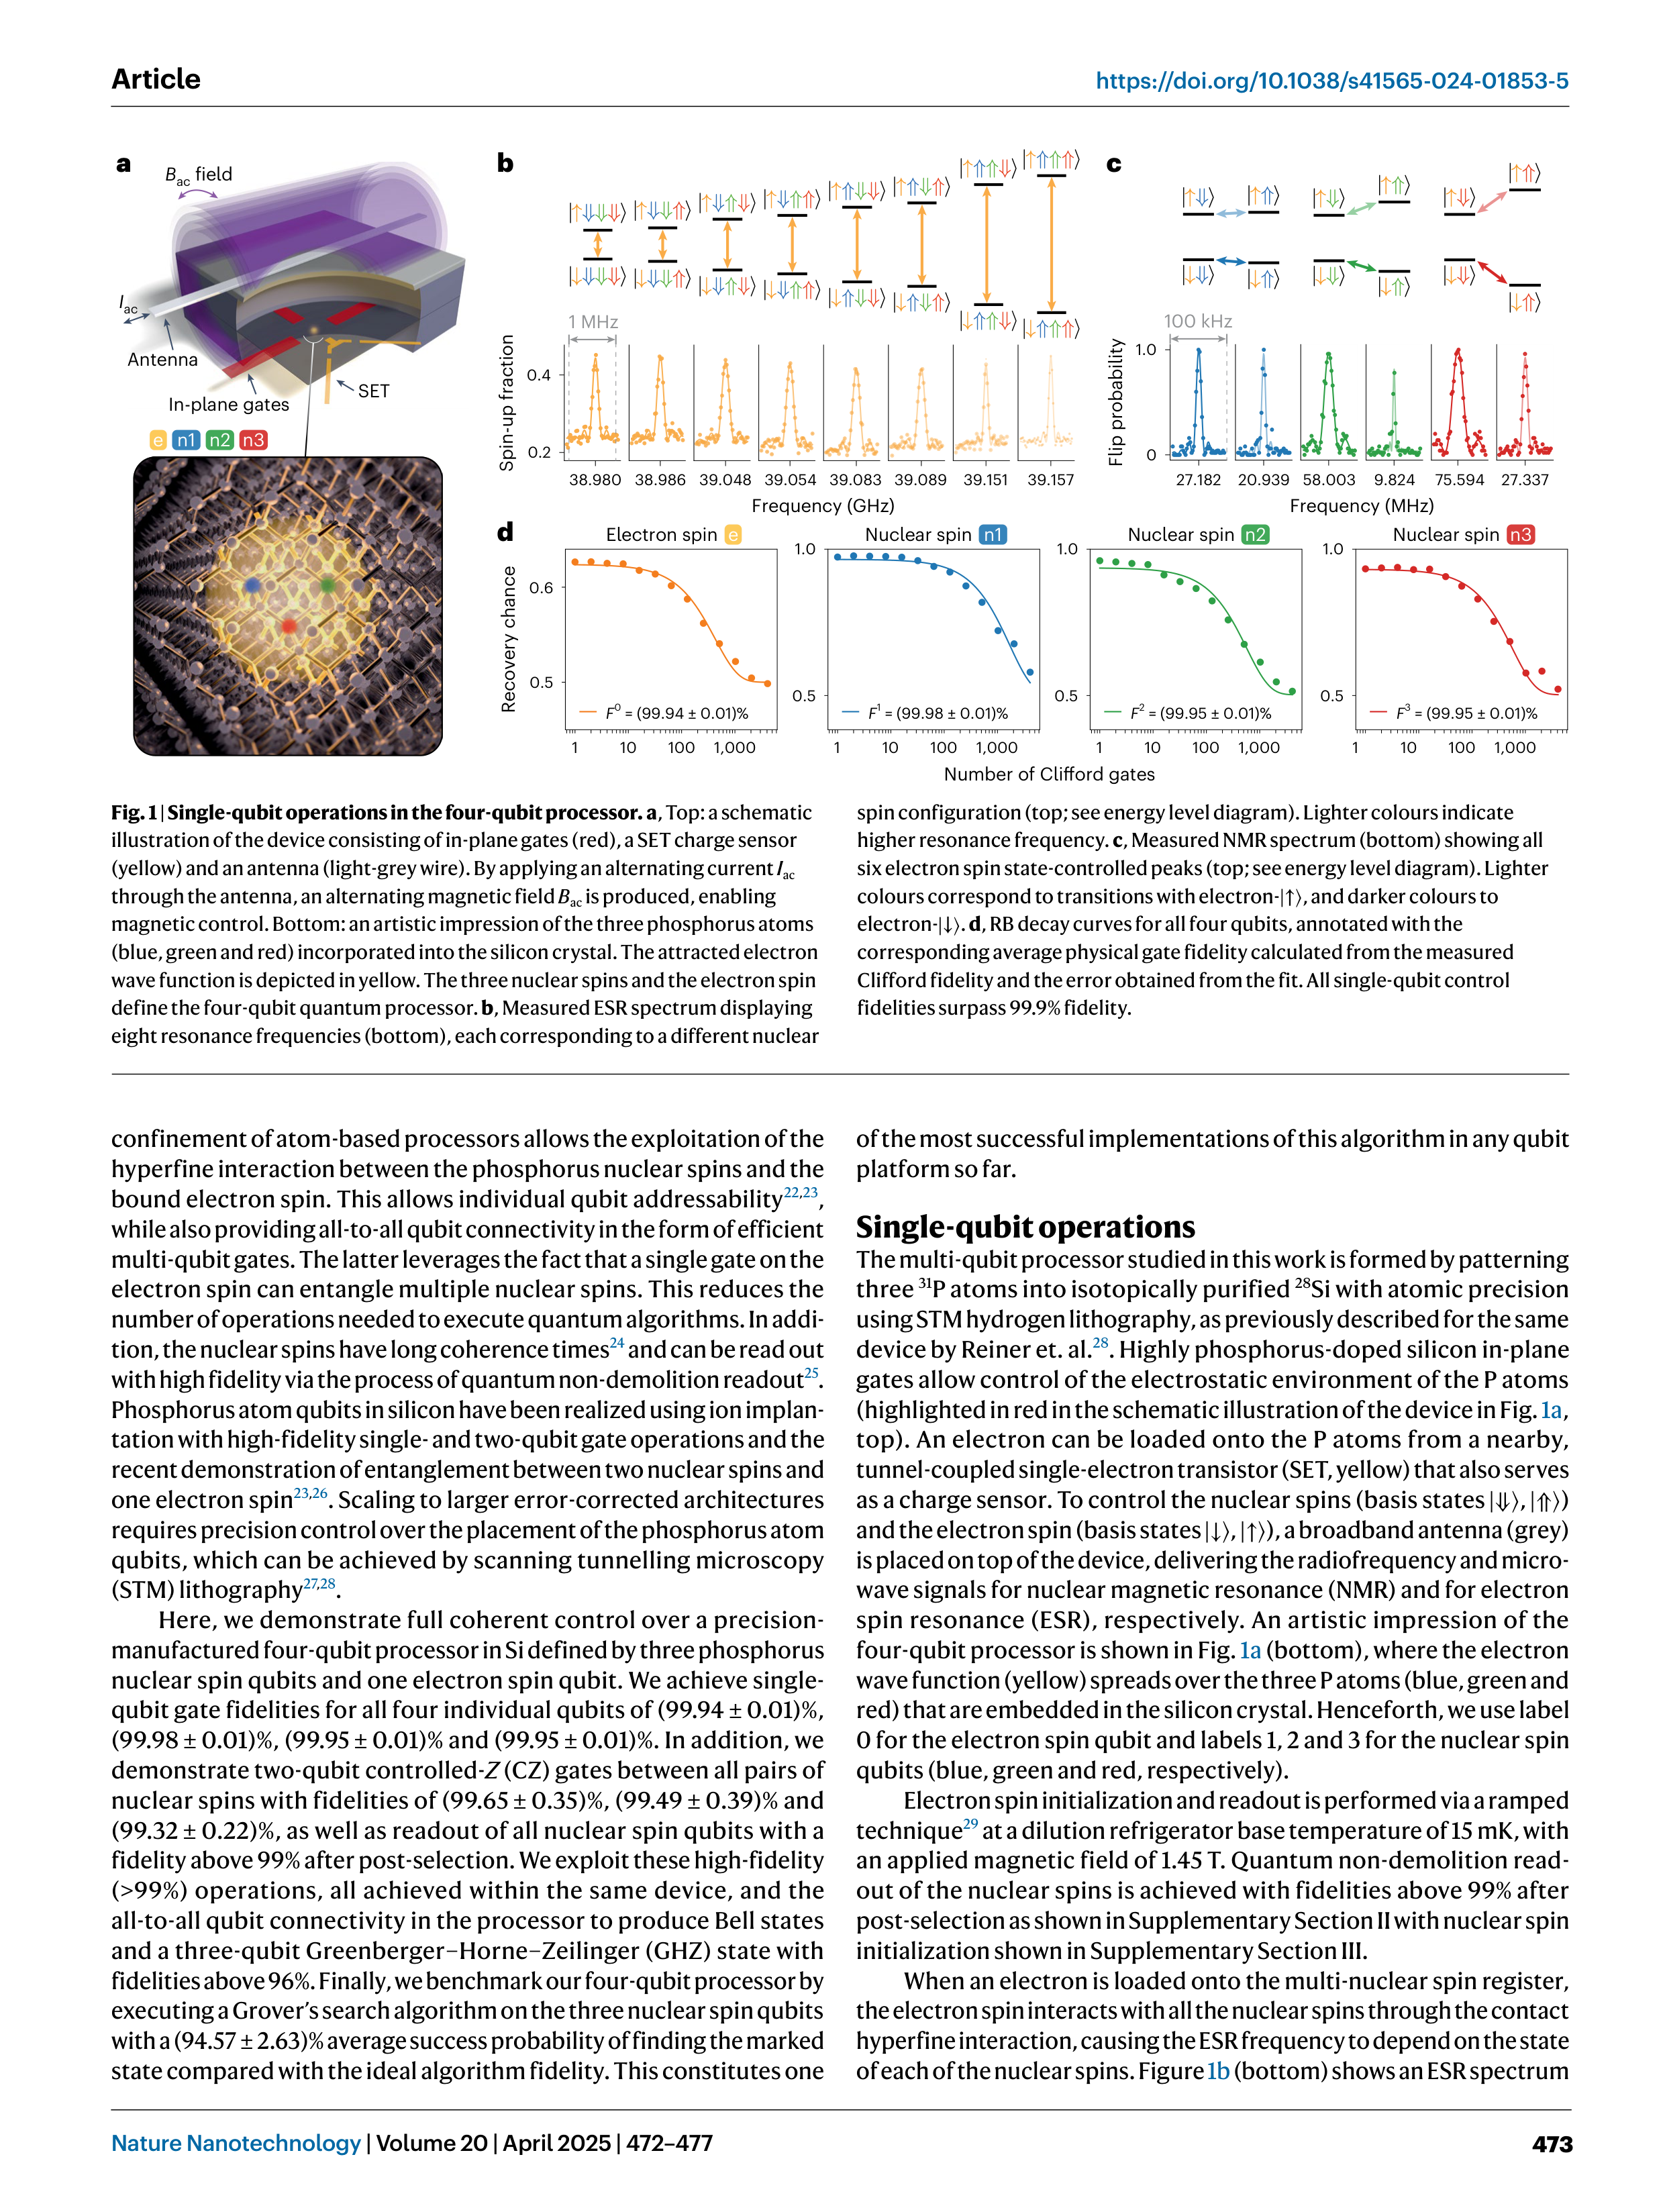 Article
https://doi.org/10.1038/s41565-024-01853-5
a
Bac field
Iac
Antenna
In-plane gates
SET
e n1 n2 n3
b
|↑⇓⇓⇓⟩ |↑⇓⇓⇑⟩ |↑⇓⇑⇓⟩ |↑⇓⇑⇑⟩ |↑⇑⇓⇓⟩ |↑⇑⇓⇑⟩ |↑⇑⇑⇓⟩ |↑⇑⇑⇑⟩
|↓⇓⇓⇓⟩ |↓⇓⇓⇑⟩ |↓⇓⇑⇓⟩ |↓⇓⇑⇑⟩ |↓⇑⇓⇓⟩ |↓⇑⇓⇑⟩ |↓⇑⇑⇓⟩ |↓⇑⇑⇑⟩
1 MHz
Spin-up fraction
0.4
0.2
38.980 38.986 39.048 39.054 39.083 39.089 39.151 39.157
Frequency (GHz)
c
|↑⇓⟩ |↑⇑⟩ |↑⇓⟩ |↑⇑⟩ |↑⇓⟩ |↑⇑⟩
|↓⇓⟩ |↓⇑⟩ |↓⇓⟩ |↓⇑⟩ |↓⇓⟩ |↓⇑⟩
100 kHz
Flip probability
1.0
0
27.182 20.939 58.003 9.824 75.594 27.337
Frequency (MHz)
d
Recovery chance
Electron spin e
0.6
0.5
F0 = (99.94 ± 0.01)%
1 10 100 1,000
Nuclear spin n1
1.0
0.5
F1 = (99.98 ± 0.01)%
1 10 100 1,000
Nuclear spin n2
1.0
0.5
F2 = (99.95 ± 0.01)%
1 10 100 1,000
Nuclear spin n3
1.0
0.5
F3 = (99.95 ± 0.01)%
1 10 100 1,000
Number of Clifford gates
Fig. 1 | Single-qubit operations in the four-qubit processor. a, Top: a schematic
illustration of the device consisting of in-plane gates (red), a SET charge sensor
(yellow) and an antenna (light-grey wire). By applying an alternating current Iac
through the antenna, an alternating magnetic field Bac is produced, enabling
magnetic control. Bottom: an artistic impression of the three phosphorus atoms
(blue, green and red) incorporated into the silicon crystal. The attracted electron
wave function is depicted in yellow. The three nuclear spins and the electron spin
define the four-qubit quantum processor. b, Measured ESR spectrum displaying
eight resonance frequencies (bottom), each corresponding to a different nuclear
spin configuration (top; see energy level diagram). Lighter colours indicate
higher resonance frequency. c, Measured NMR spectrum (bottom) showing all
six electron spin state-controlled peaks (top; see energy level diagram). Lighter
colours correspond to transitions with electron-|↑⟩, and darker colours to
electron-|↓⟩. d, RB decay curves for all four qubits, annotated with the
corresponding average physical gate fidelity calculated from the measured
Clifford fidelity and the error obtained from the fit. All single-qubit control
fidelities surpass 99.9% fidelity.
confinement of atom-based processors allows the exploitation of the
hyperfine interaction between the phosphorus nuclear spins and the
bound electron spin. This allows individual qubit addressability22,23,
while also providing all-to-all qubit connectivity in the form of efficient
multi-qubit gates. The latter leverages the fact that a single gate on the
electron spin can entangle multiple nuclear spins. This reduces the
number of operations needed to execute quantum algorithms. In addi-
tion, the nuclear spins have long coherence times24 and can be read out
with high fidelity via the process of quantum non-demolition readout25.
Phosphorus atom qubits in silicon have been realized using ion implan-
tation with high-fidelity single- and two-qubit gate operations and the
recent demonstration of entanglement between two nuclear spins and
one electron spin23,26. Scaling to larger error-corrected architectures
requires precision control over the placement of the phosphorus atom
qubits, which can be achieved by scanning tunnelling microscopy
(STM) lithography27,28.
Here, we demonstrate full coherent control over a precision-
manufactured four-qubit processor in Si defined by three phosphorus
nuclear spin qubits and one electron spin qubit. We achieve single-
qubit gate fidelities for all four individual qubits of (99.94 ± 0.01)%,
(99.98 ± 0.01)%, (99.95 ± 0.01)% and (99.95 ± 0.01)%. In addition, we
demonstrate two-qubit controlled-Z (CZ) gates between all pairs of
nuclear spins with fidelities of (99.65 ± 0.35)%, (99.49 ± 0.39)% and
(99.32 ± 0.22)%, as well as readout of all nuclear spin qubits with a
fidelity above 99% after post-selection. We exploit these high-fidelity
(>99%) operations, all achieved within the same device, and the
all-to-all qubit connectivity in the processor to produce Bell states
and a three-qubit Greenberger–Horne–Zeilinger (GHZ) state with
fidelities above 96%. Finally, we benchmark our four-qubit processor by
executing a Grover's search algorithm on the three nuclear spin qubits
with a (94.57 ± 2.63)% average success probability of finding the marked
state compared with the ideal algorithm fidelity. This constitutes one
of the most successful implementations of this algorithm in any qubit
platform so far.
Single-qubit operations
The multi-qubit processor studied in this work is formed by patterning
three 31P atoms into isotopically purified 28Si with atomic precision
using STM hydrogen lithography, as previously described for the same
device by Reiner et. al.28. Highly phosphorus-doped silicon in-plane
gates allow control of the electrostatic environment of the P atoms
(highlighted in red in the schematic illustration of the device in Fig. 1a,
top). An electron can be loaded onto the P atoms from a nearby,
tunnel-coupled single-electron transistor (SET, yellow) that also serves
as a charge sensor. To control the nuclear spins (basis states |⇓⟩, |⇑⟩)
and the electron spin (basis states |↓⟩, |↑⟩), a broadband antenna (grey)
is placed on top of the device, delivering the radiofrequency and micro-
wave signals for nuclear magnetic resonance (NMR) and for electron
spin resonance (ESR), respectively. An artistic impression of the
four-qubit processor is shown in Fig. 1a (bottom), where the electron
wave function (yellow) spreads over the three P atoms (blue, green and
red) that are embedded in the silicon crystal. Henceforth, we use label
0 for the electron spin qubit and labels 1, 2 and 3 for the nuclear spin
qubits (blue, green and red, respectively).
Electron spin initialization and readout is performed via a ramped
technique29 at a dilution refrigerator base temperature of 15 mK, with
an applied magnetic field of 1.45 T. Quantum non-demolition read-
out of the nuclear spins is achieved with fidelities above 99% after
post-selection as shown in Supplementary Section II with nuclear spin
initialization shown in Supplementary Section III.
When an electron is loaded onto the multi-nuclear spin register,
the electron spin interacts with all the nuclear spins through the contact
hyperfine interaction, causing the ESR frequency to depend on the state
of each of the nuclear spins. Figure 1b (bottom) shows an ESR spectrum
Nature Nanotechnology | Volume 20 | April 2025 | 472–477
473